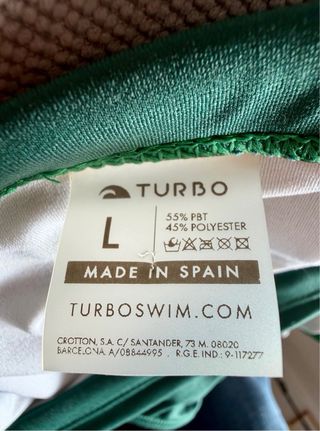 TURBO
L
55% PBT
45% POLYESTER
MADE IN SPAIN
TURBOSWIM.COM
CROTTON, S.A. C/ SANTANDER, 73 M. 08020
BARCELONA. A/08844995 . R.G.E. IND.: 9-117277